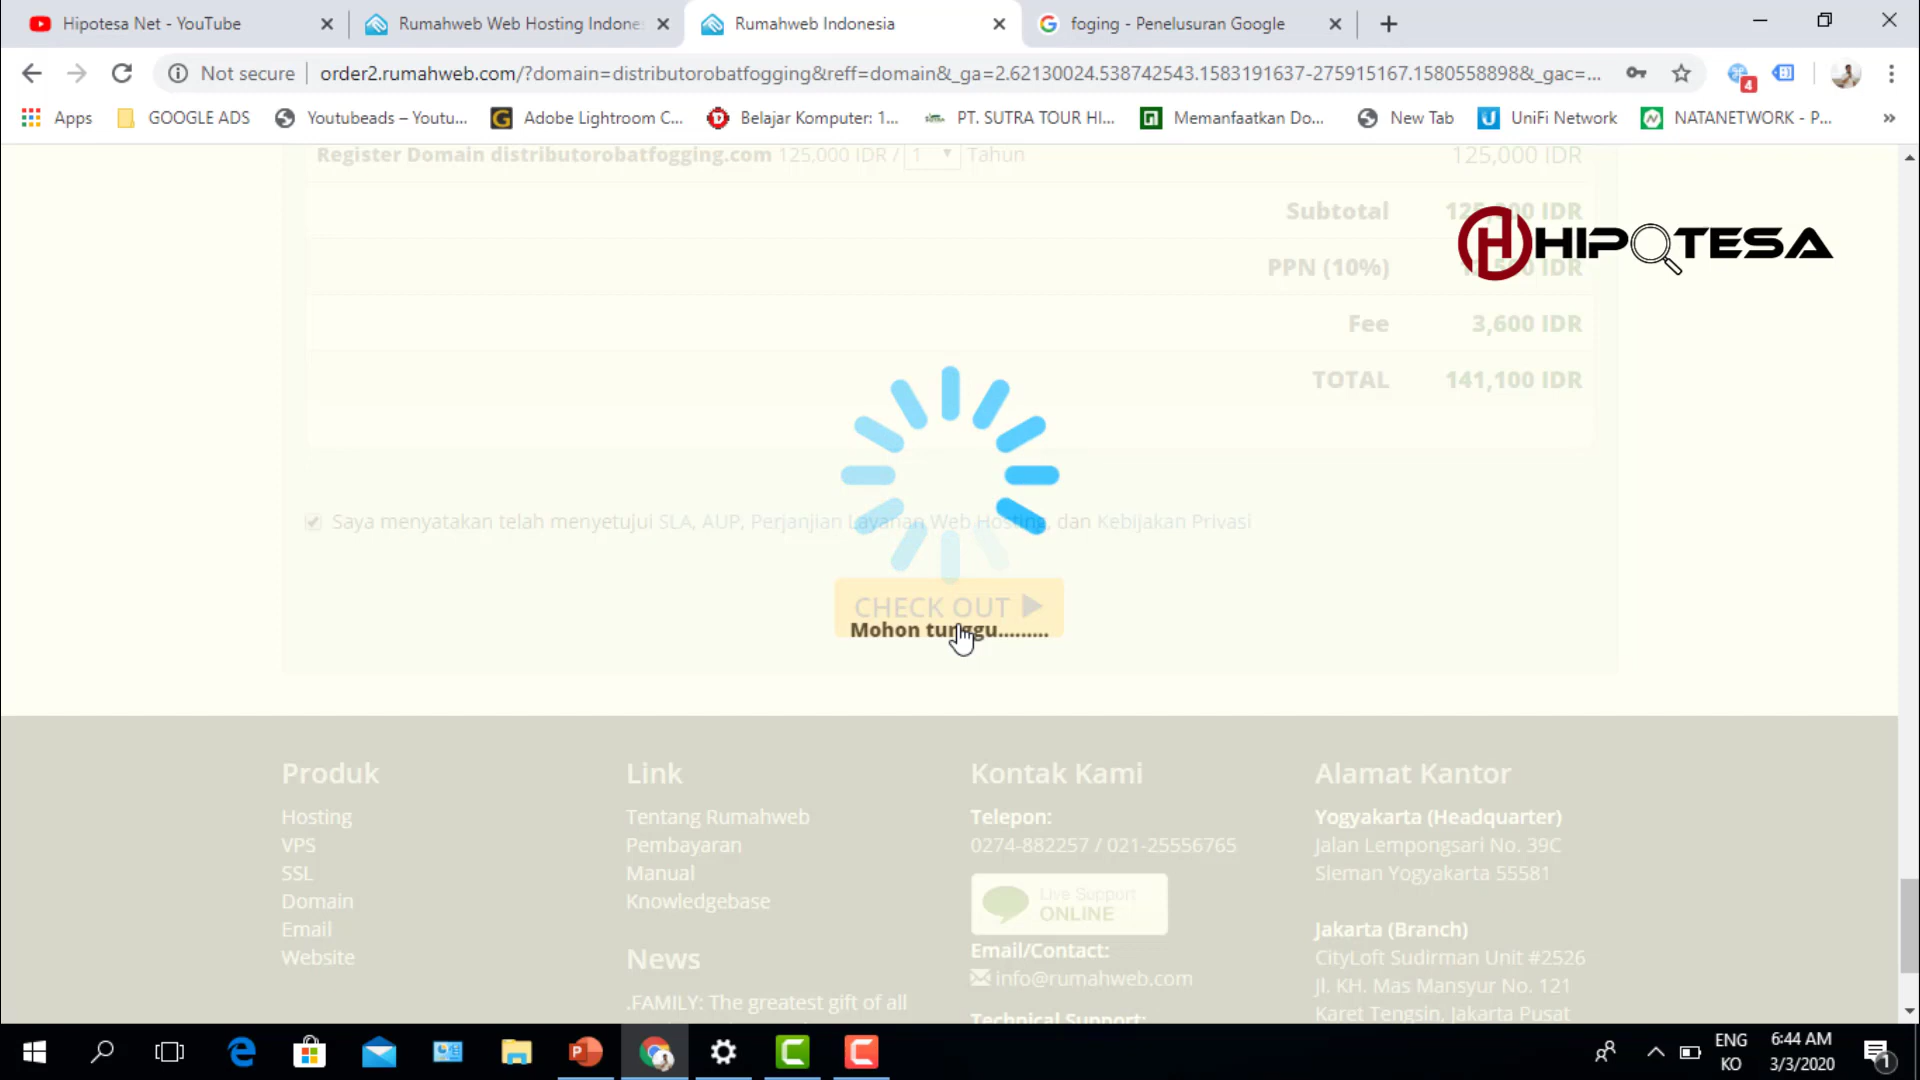 Hipotesa Net - YouTube
Rumahweb Web Hosting Indone
Rumahweb Indonesia
foging - Penelusuran Google
Not secure
order2.rumahweb.com/?domain=distributorobatfogging&reff=domain&_ga=2.62130024.538742543.1583191637-275915167.1580558898&_gac=...
4
Apps
GOOGLE ADS
Youtubeads – Youtu...
Adobe Lightroom C...
Belajar Komputer: 1...
PT. SUTRA TOUR HI...
Memanfaatkan Do...
New Tab
UniFi Network
NATANETWORK - P...
»
Register Domain distributorobatfogging.com 125,000 IDR / 1 Tahun 125,000 IDR
Subtotal IDR
HIPOTESA
PPN (10%) IDR
Fee 3,600 IDR
TOTAL 141,100 IDR
Saya menyatakan telah menyetujui SLA, AUP, Perjanjian Layanan Web Hosting, dan Kebijakan Privasi
CHECK OUT
Mohon tunggu.........
Produk
Hosting
VPS
SSL
Domain
Email
Website
Link
Tentang Rumahweb
Pembayaran
Manual
Knowledgebase
News
.FAMILY: The greatest gift of all
Kontak Kami
Telepon:
0274-882257 / 021-25556765
Live Support
ONLINE
Email/Contact:
info@rumahweb.com
Technical Support:
Alamat Kantor
Yogyakarta (Headquarter)
Jalan Lempongsari No. 39C
Sleman Yogyakarta 55581
Jakarta (Branch)
CityLoft Sudirman Unit #2526
Jl. KH. Mas Mansyur No. 121
Karet Tengsin, Jakarta Pusat
ENG
KO
6:44 AM
3/3/2020
1